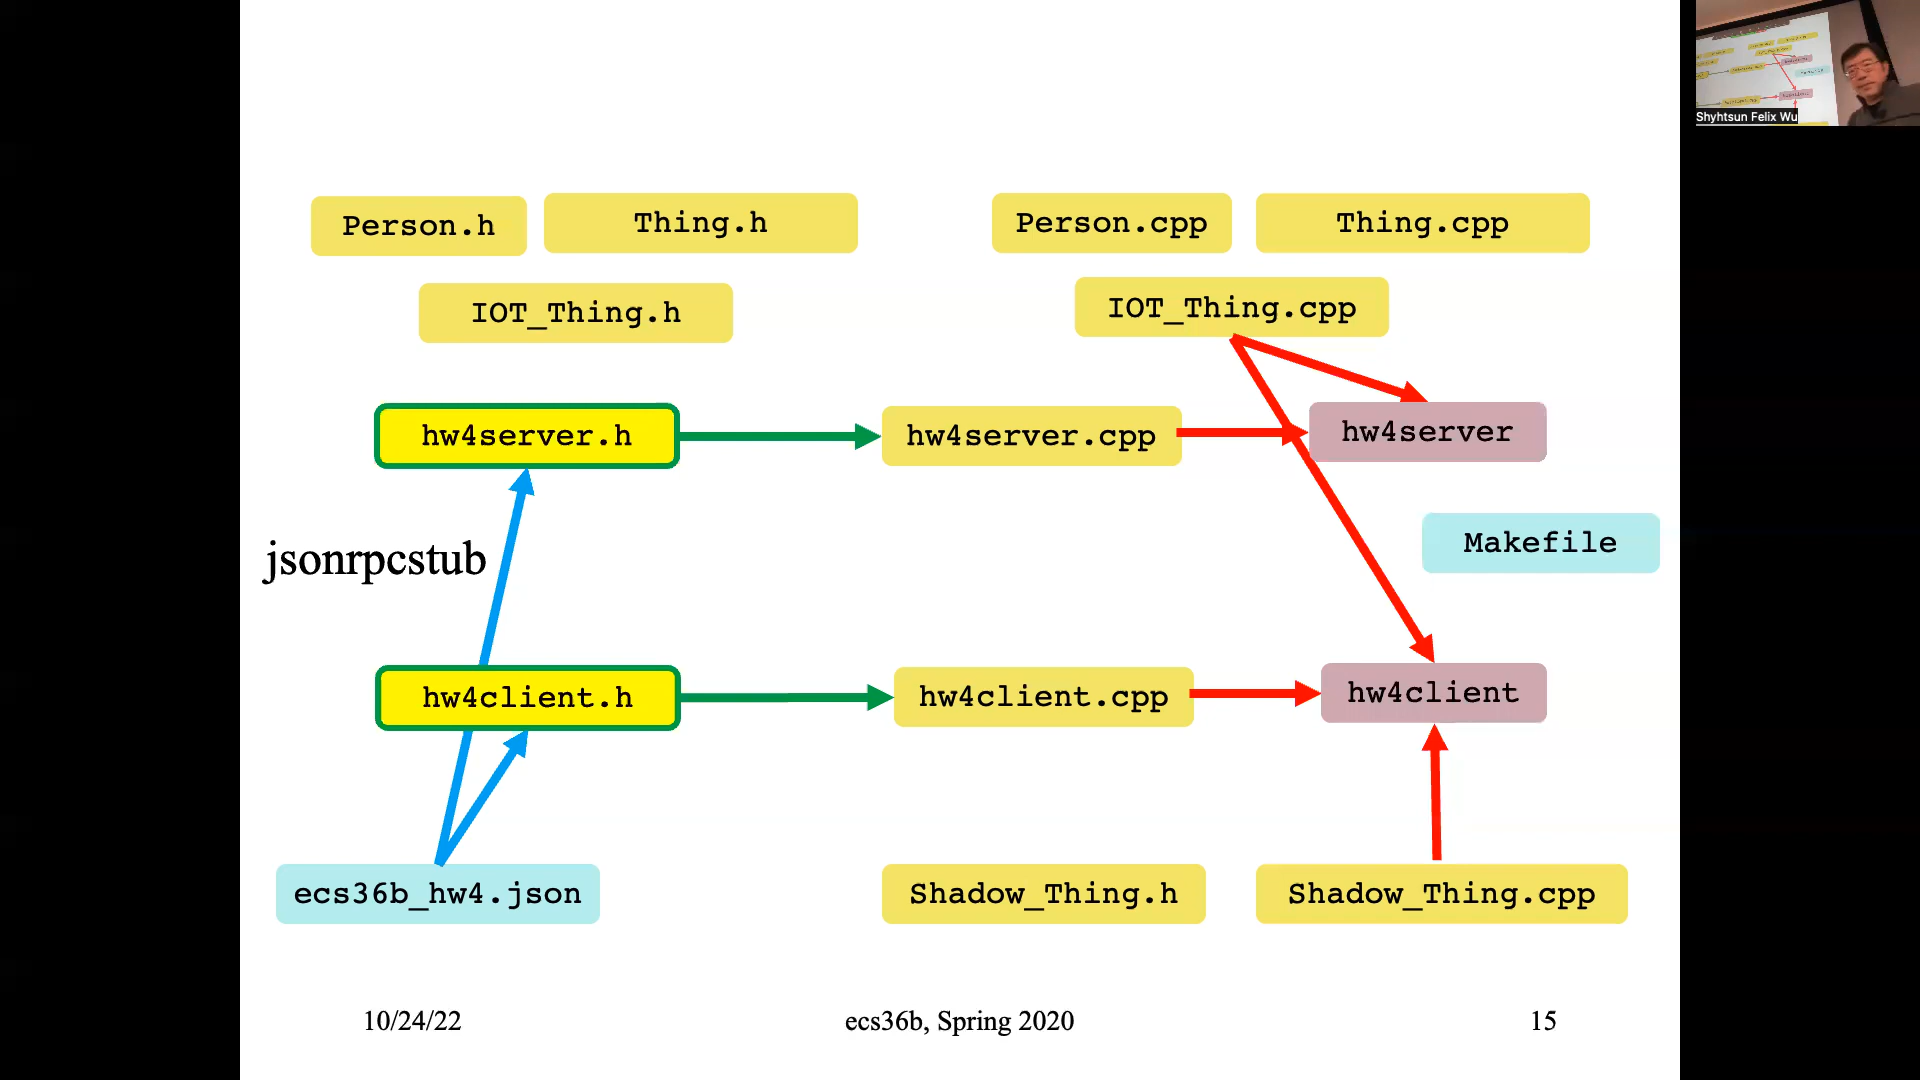 Shyhtsun Felix Wu
Person.h
Thing.h
Person.cpp
Thing.cpp
IOT_Thing.h
IOT_Thing.cpp
hw4server.h
hw4server.cpp
hw4server
Makefile
jsonrpcstub
hw4client.h
hw4client.cpp
hw4client
ecs36b_hw4.json
Shadow_Thing.h
Shadow_Thing.cpp
10/24/22
ecs36b, Spring 2020
15